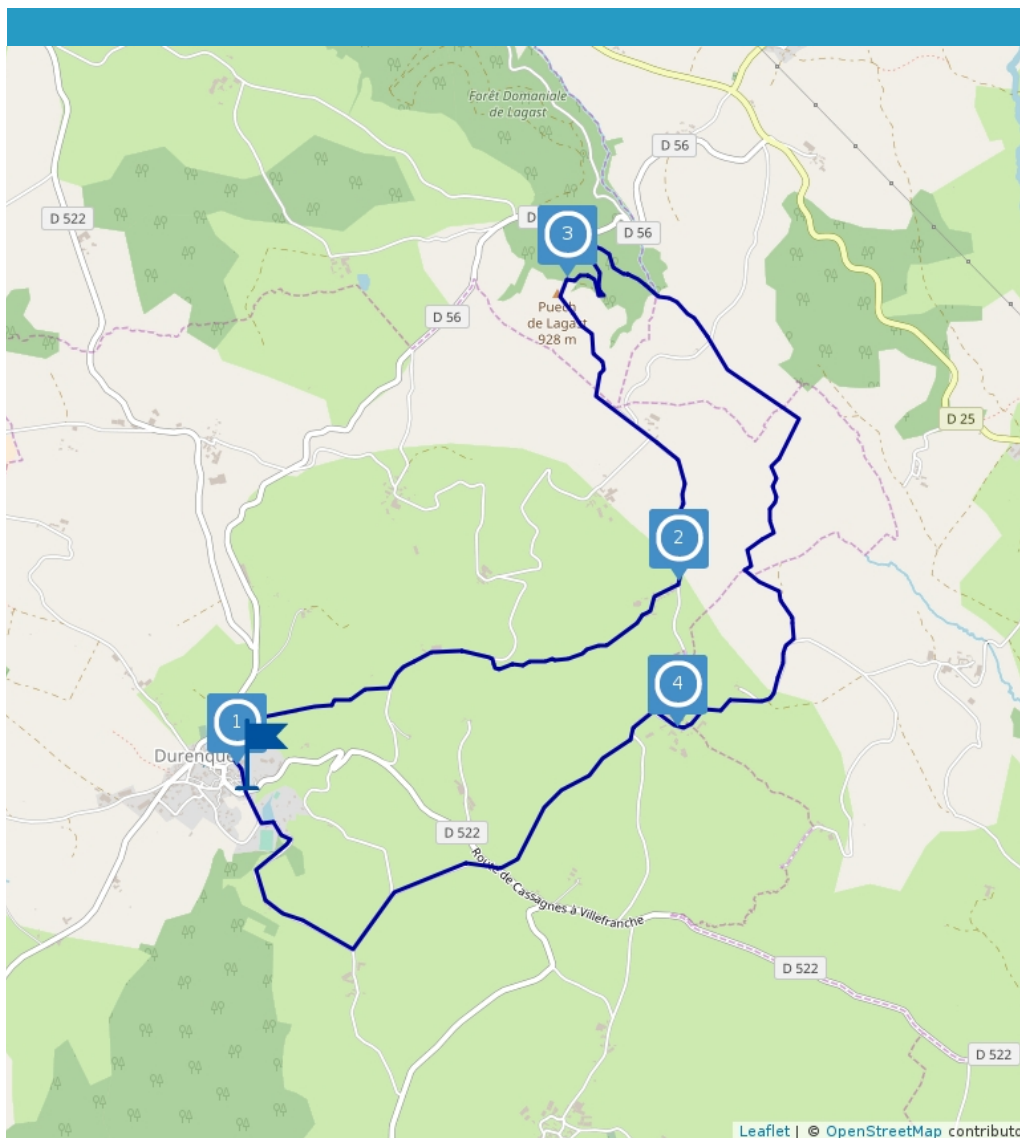 Forêt Domaniale
de Lagast
D 56
D 522
D
3
D 56
Puech
de Lagast
928 m
D 56
D 25
2
4
1
Durenque
D 522
Route de Cassagnes à Villefranche
D 522
D 522
Leaflet | © OpenStreetMap contributo